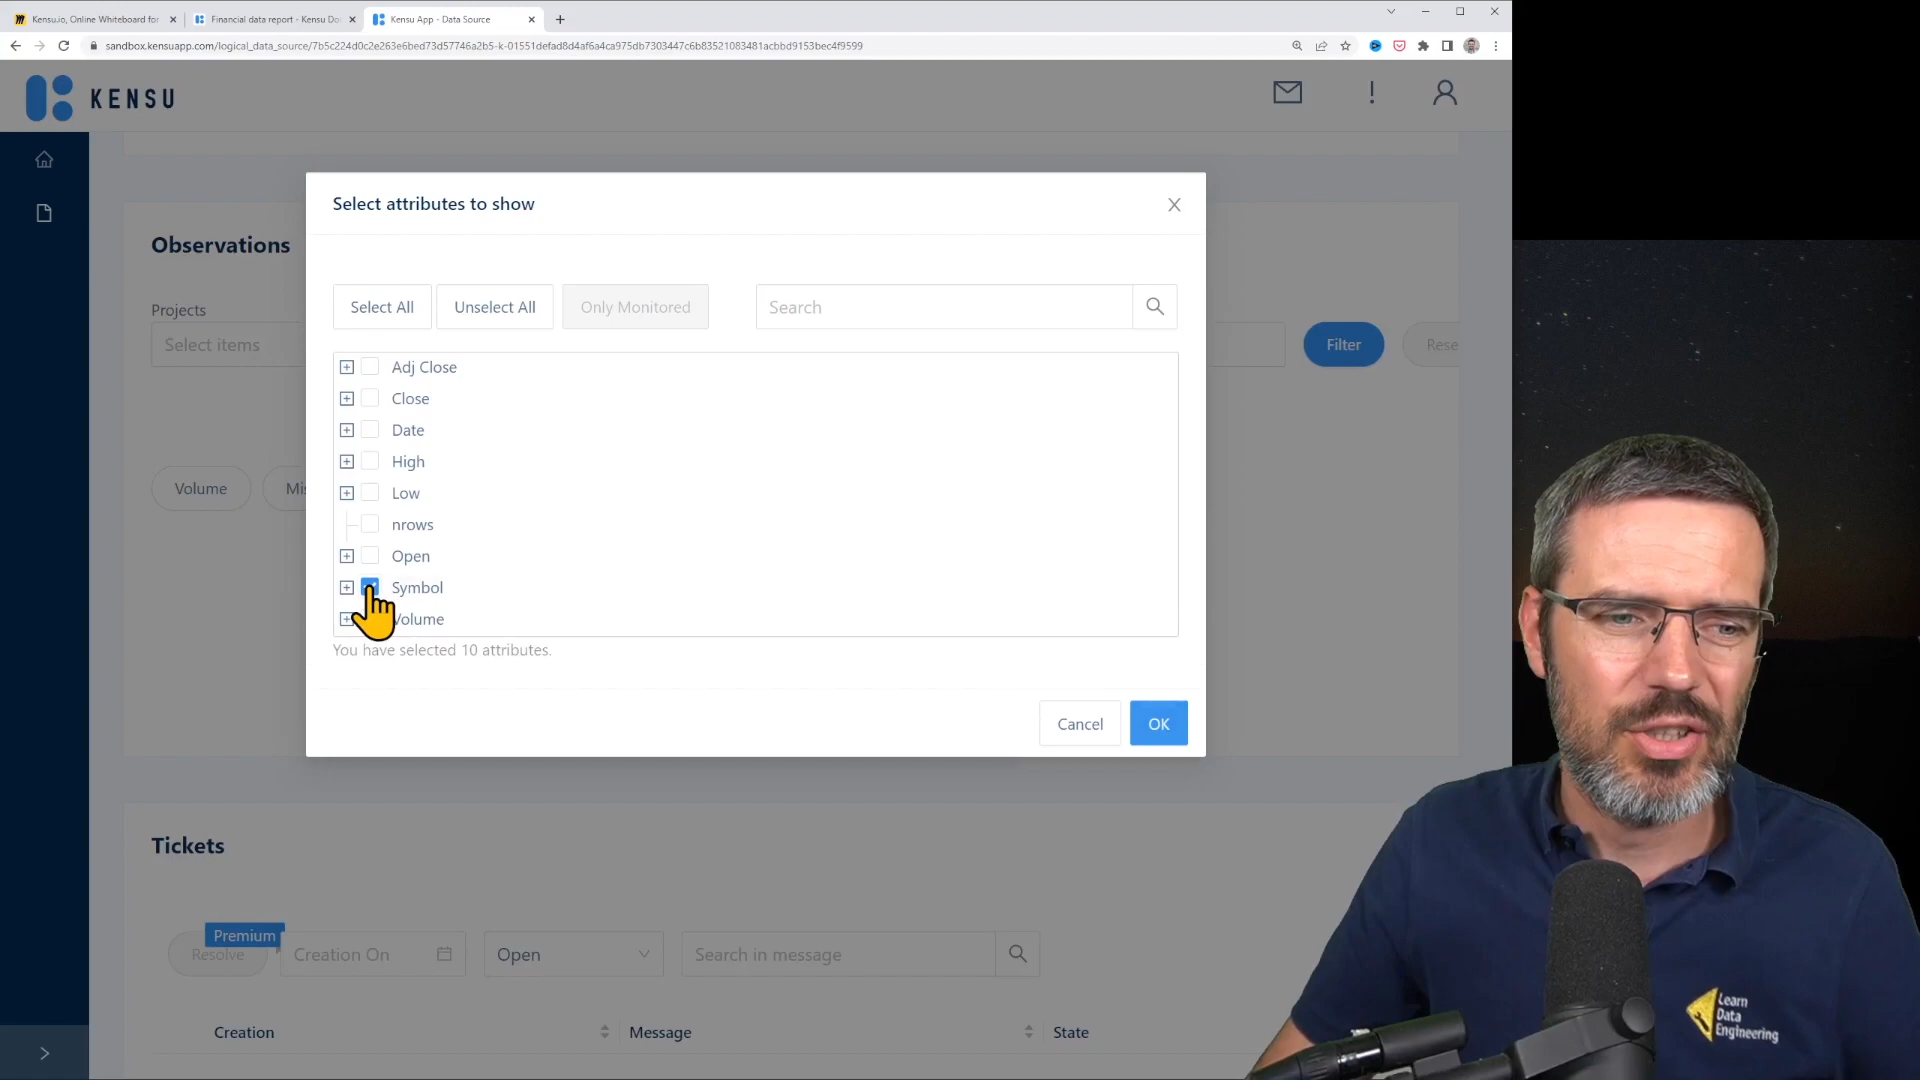 Kensu.io, Online Whiteboard for
Financial data report - Kensu Do
Kensu App - Data Source
sandbox.kensuapp.com/logical_data_source/7b5c224d0c2e263e6bed73d57746a2b5-k-01551defad8d4af6a4ca975db7303447c6b83521083481acbbd9153bec4f9599
KENSU
Select attributes to show
Observations
Projects
Select items
Select All
Unselect All
Only Monitored
Search
Filter
Rese
Adj Close
Close
Date
High
Low
nrows
Open
Symbol
Volume
Volume
Mi
You have selected 10 attributes.
Cancel
OK
Tickets
Premium
Resolve
Creation On
Open
Search in message
Creation
Message
State
Learn
Data
Engineering